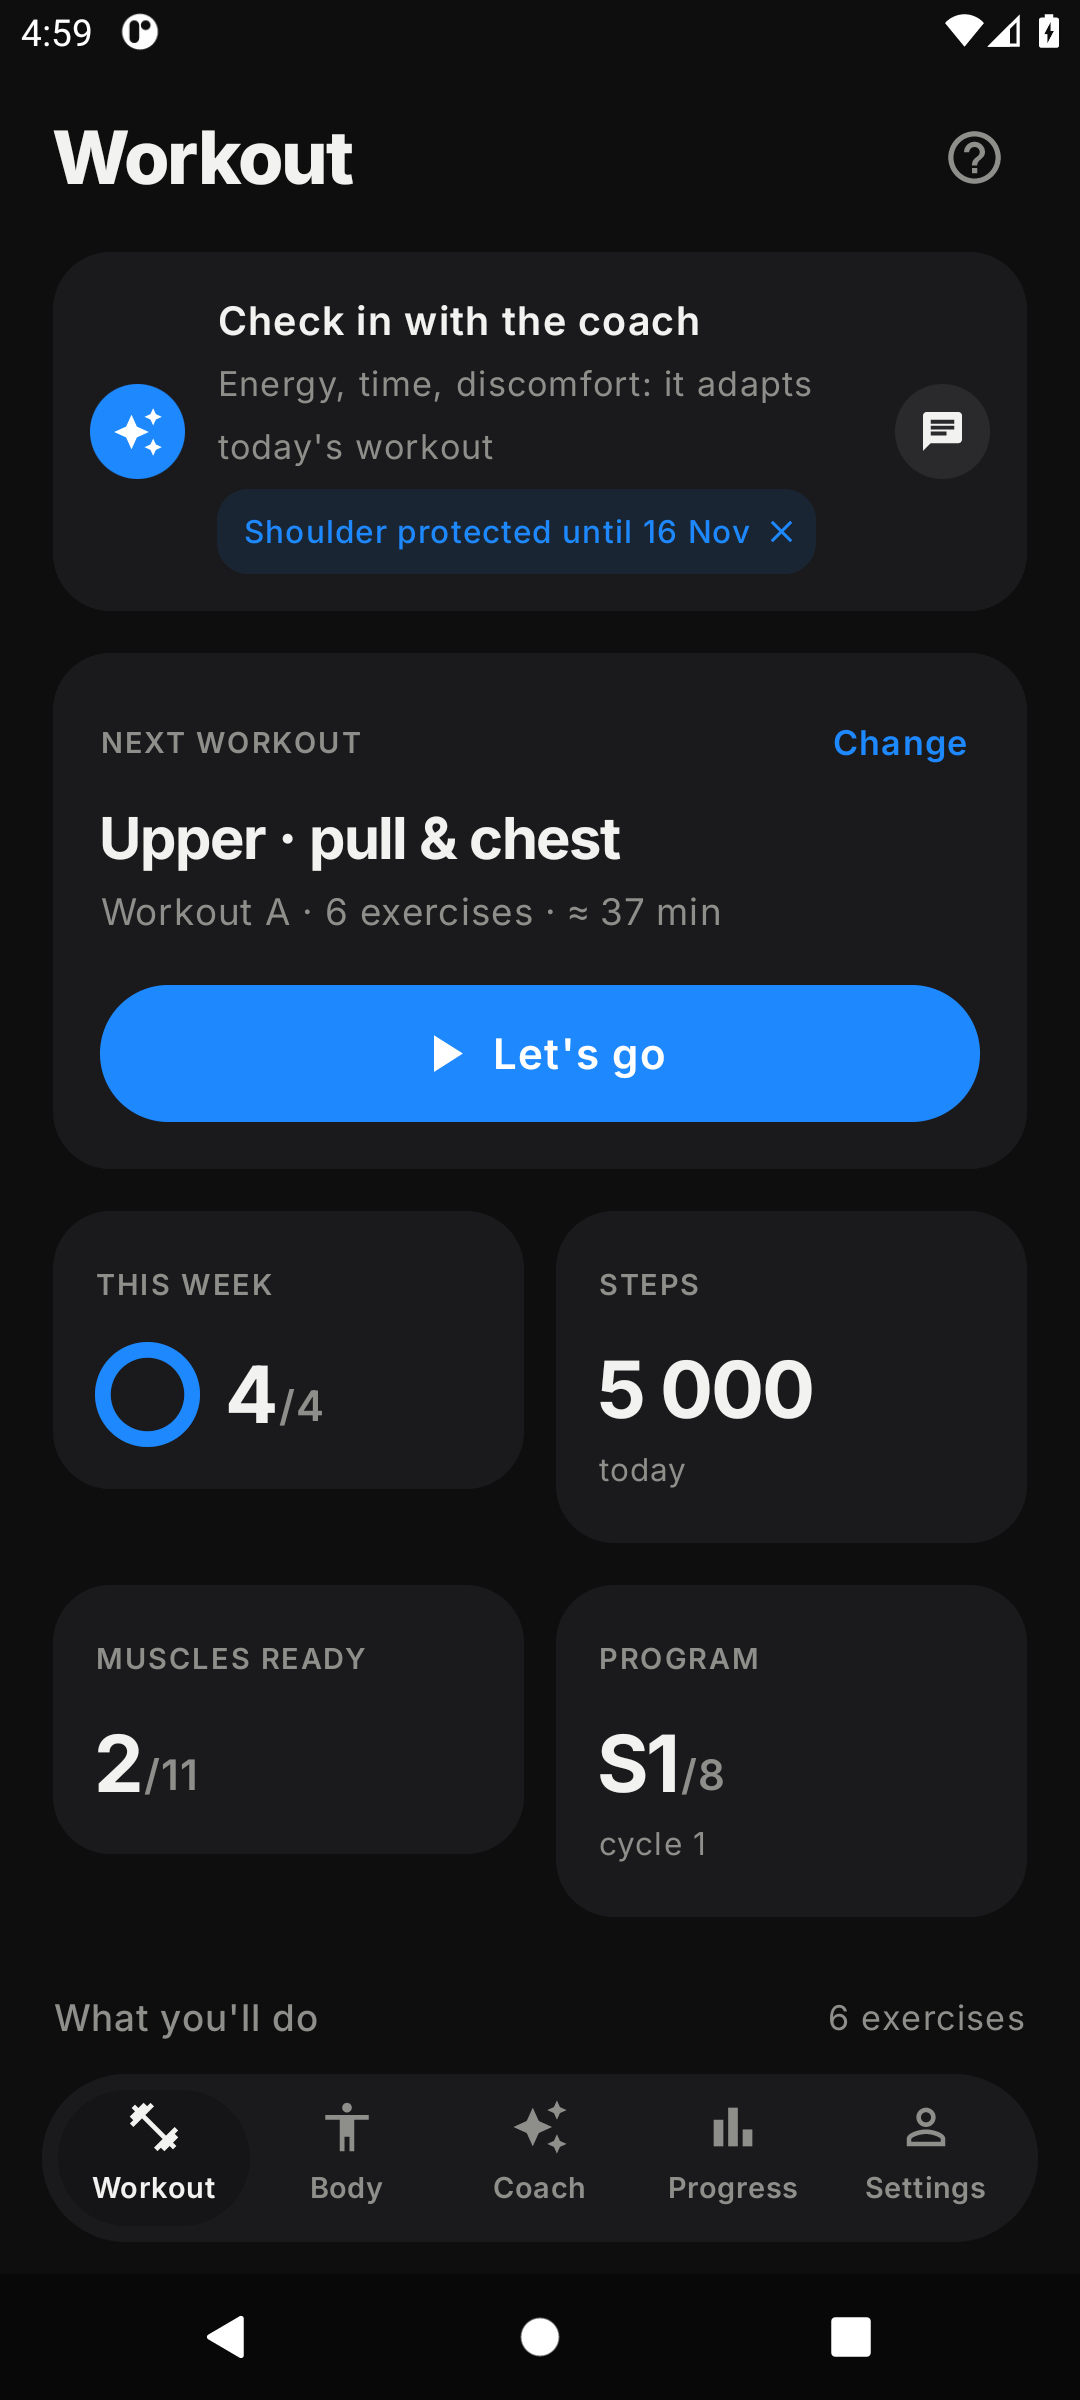 4:59
Workout
Check in with the coach
Energy, time, discomfort: it adapts
today's workout
Shoulder protected until 16 Nov
NEXT WORKOUT
Change
Upper · pull & chest
Workout A · 6 exercises · ≈ 37 min
Let's go
THIS WEEK
4/4
STEPS
5 000
today
MUSCLES READY
2/11
PROGRAM
S1/8
cycle 1
What you'll do
6 exercises
Workout
Body
Coach
Progress
Settings